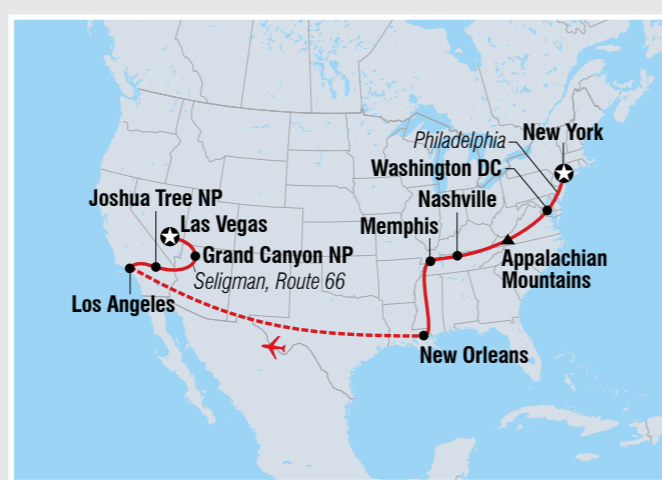 New York
Philadelphia
Washington DC
Nashville
Joshua Tree NP
Las Vegas
Memphis
Grand Canyon NP
Seligman, Route 66
Appalachian
Mountains
Los Angeles
New Orleans